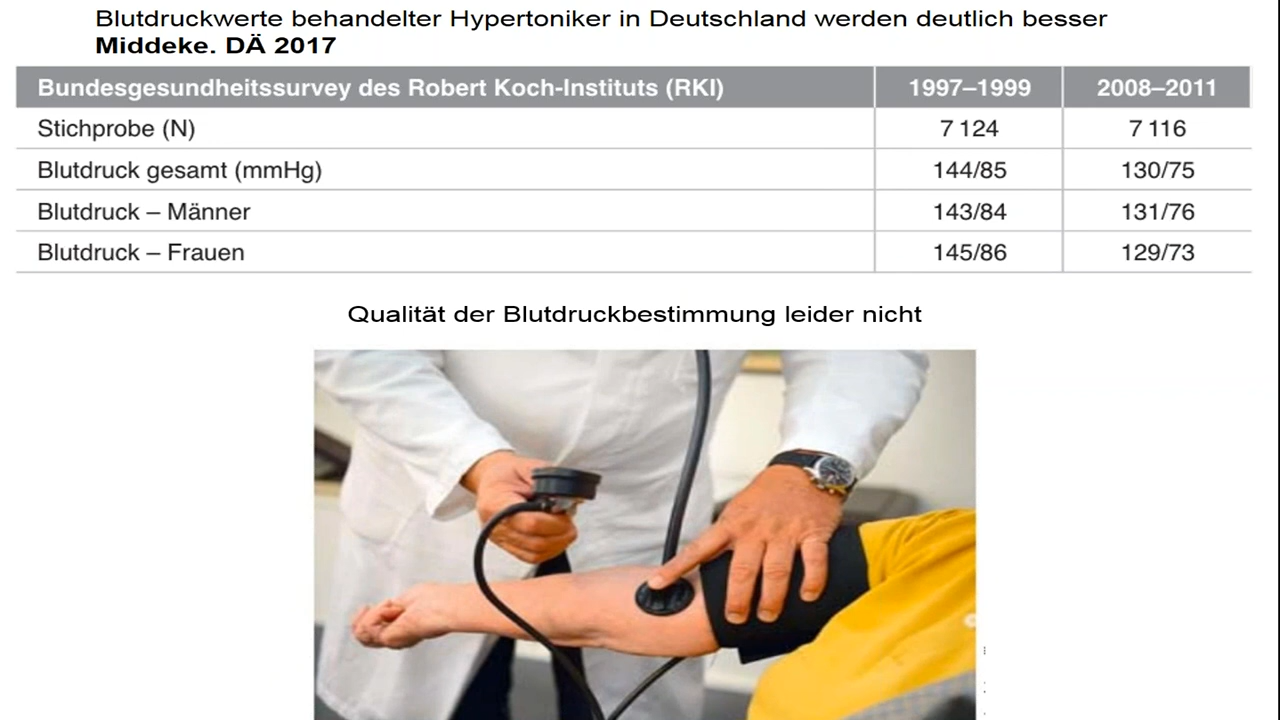 Blutdruckwerte behandelter Hypertoniker in Deutschland werden deutlich besser
Middeke. DÄ 2017
Bundesgesundheitssurvey des Robert Koch-Instituts (RKI) 1997–1999 2008–2011
Stichprobe (N) 7 124 7 116
Blutdruck gesamt (mmHg) 144/85 130/75
Blutdruck – Männer 143/84 131/76
Blutdruck – Frauen 145/86 129/73
Qualität der Blutdruckbestimmung leider nicht